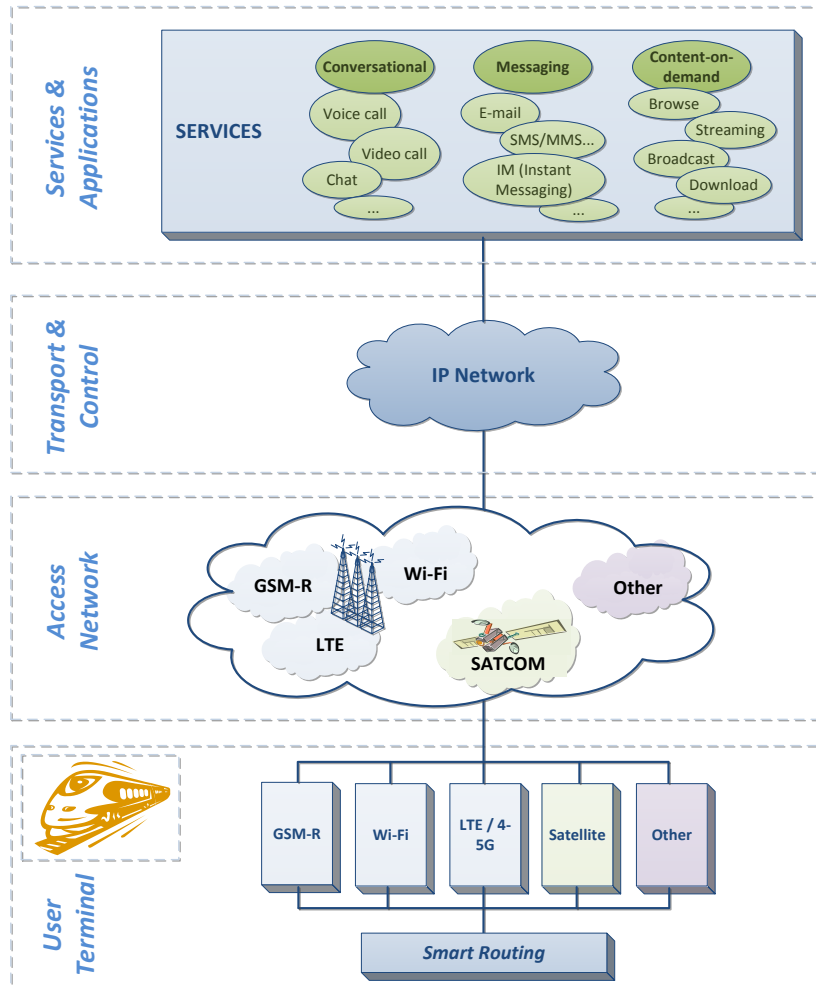 Services &
Applications
SERVICES
Conversational
Voice call
Video call
Chat
...
Messaging
E-mail
SMS/MMS...
IM (Instant
Messaging)
...
Content-on-
demand
Browse
Streaming
Broadcast
Download
...
Transport &
Control
IP Network
Access
Network
GSM-R
Wi-Fi
LTE
SATCOM
Other
User
Terminal
GSM-R
Wi-Fi
LTE / 4-
5G
Satellite
Other
Smart Routing